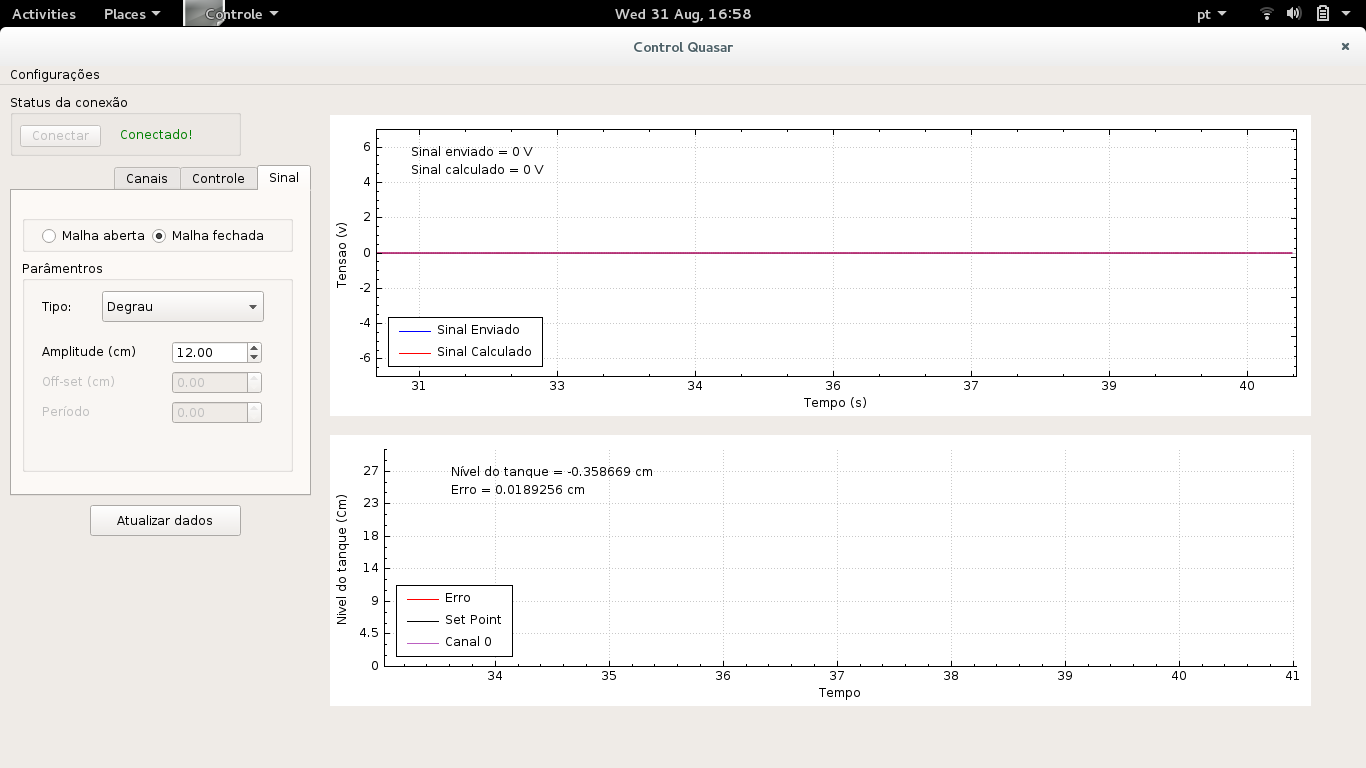 Activities Places Controle Wed 31 Aug, 16:58 pt
Control Quasar
Configurações
Status da conexão
Conectar Conectado!
Canais Controle Sinal
Malha aberta Malha fechada
Parâmentros
Tipo: Degrau
Amplitude (cm) 12.00
Off-set (cm) 0.00
Período 0.00
Atualizar dados
Sinal enviado = 0 V
Sinal calculado = 0 V
Tensao (v)
6
4
2
0
-2
-4
-6
Sinal Enviado
Sinal Calculado
31 33 34 36 37 39 40
Tempo (s)
Nível do tanque = -0.358669 cm
Erro = 0.0189256 cm
Nivel do tanque (Cm)
27
23
18
14
9
4.5
0
Erro
Set Point
Canal 0
34 35 36 37 38 39 40 41
Tempo